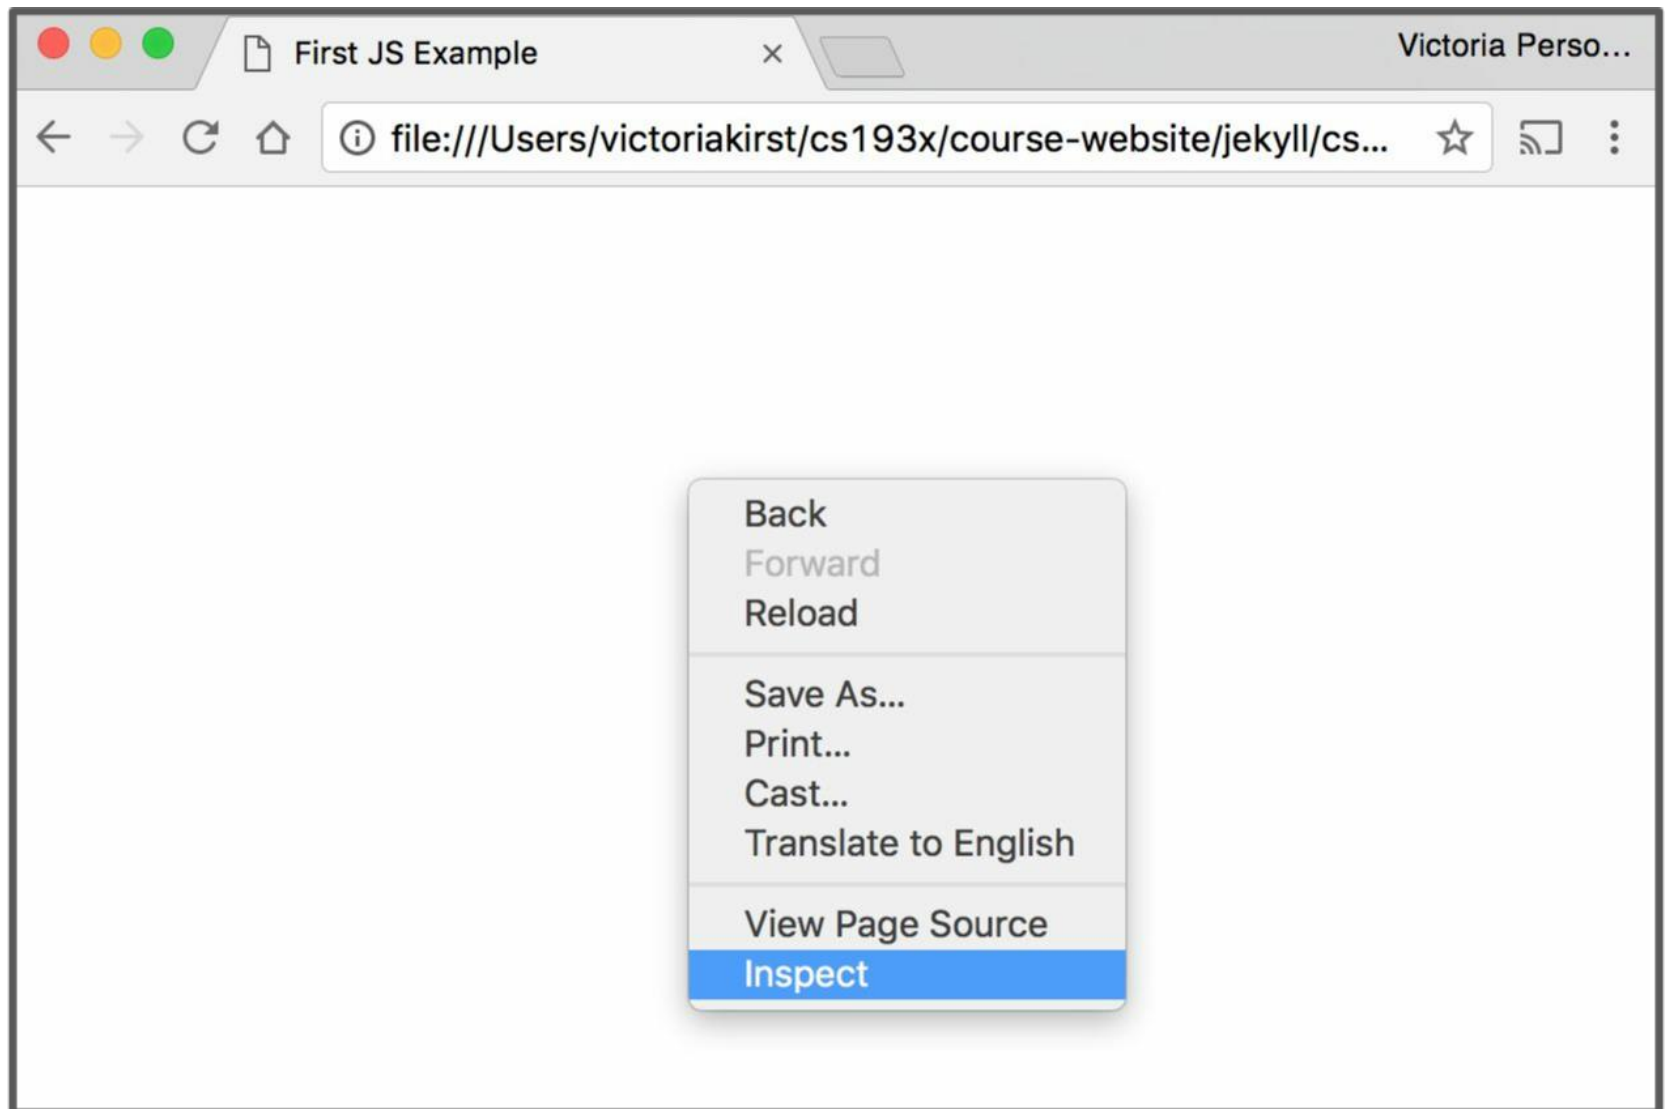 First JS Example
Victoria Perso...
file:///Users/victoriakirst/cs193x/course-website/jekyll/cs...
Back
Forward
Reload
Save As...
Print...
Cast...
Translate to English
View Page Source
Inspect